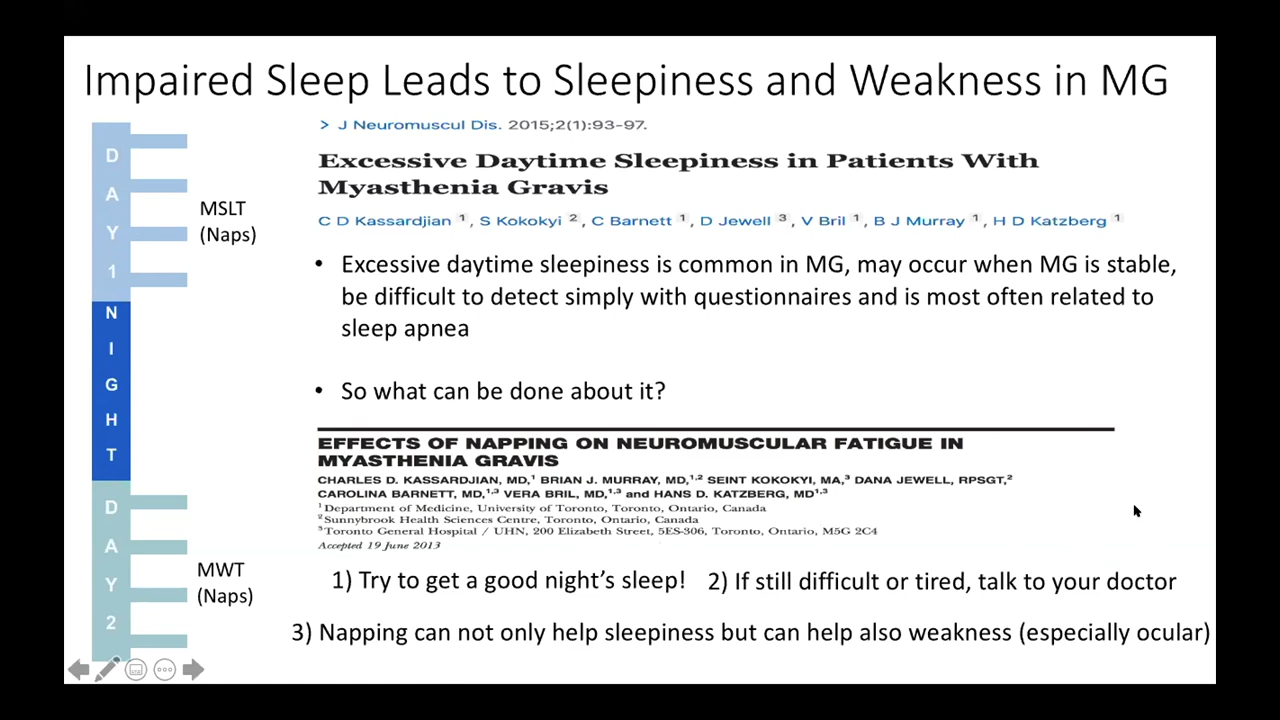 Impaired Sleep Leads to Sleepiness and Weakness in MG
> J Neuromuscul Dis. 2015;2(1):93-97.
Excessive Daytime Sleepiness in Patients With
Myasthenia Gravis
C D Kassardjian 1, S Kokokyi 2, C Barnett 1, D Jewell 3, V Bril 1, B J Murray 1, H D Katzberg 1
DAY 1
MSLT
(Naps)
NIGHT
DAY 2
MWT
(Naps)
• Excessive daytime sleepiness is common in MG, may occur when MG is stable,
be difficult to detect simply with questionnaires and is most often related to
sleep apnea
• So what can be done about it?
EFFECTS OF NAPPING ON NEUROMUSCULAR FATIGUE IN
MYASTHENIA GRAVIS
CHARLES D. KASSARDJIAN, MD,1 BRIAN J. MURRAY, MD,1,2 SEINT KOKOKYI, MA,3 DANA JEWELL, RPSGT,2
CAROLINA BARNETT, MD,1,3 VERA BRIL, MD,1,3 and HANS D. KATZBERG, MD1,3
1Department of Medicine, University of Toronto, Toronto, Ontario, Canada
2Sunnybrook Health Sciences Centre, Toronto, Ontario, Canada
3Toronto General Hospital / UHN, 200 Elizabeth Street, 5ES-306, Toronto, Ontario, M5G 2C4
Accepted 19 June 2013
1) Try to get a good night's sleep! 2) If still difficult or tired, talk to your doctor
3) Napping can not only help sleepiness but can help also weakness (especially ocular)